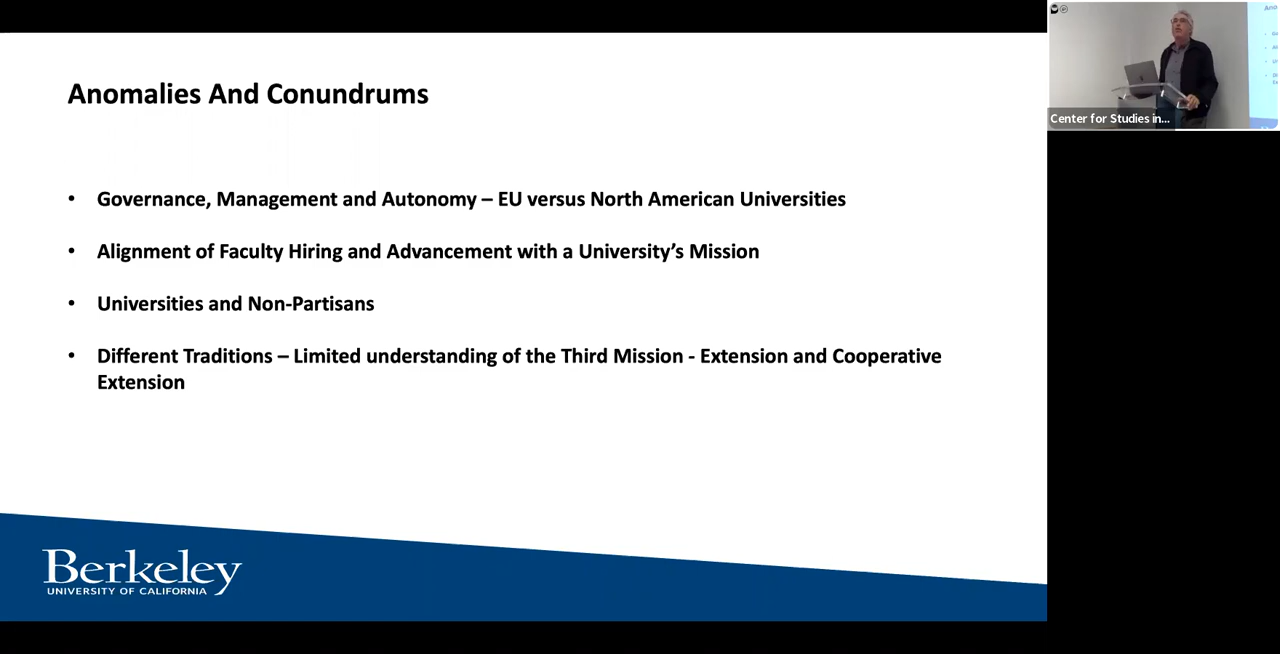 Anomalies And Conundrums
• Governance, Management and Autonomy – EU versus North American Universities
• Alignment of Faculty Hiring and Advancement with a University's Mission
• Universities and Non-Partisans
• Different Traditions – Limited understanding of the Third Mission - Extension and Cooperative
Extension
Berkeley
UNIVERSITY OF CALIFORNIA
Center for Studies in...